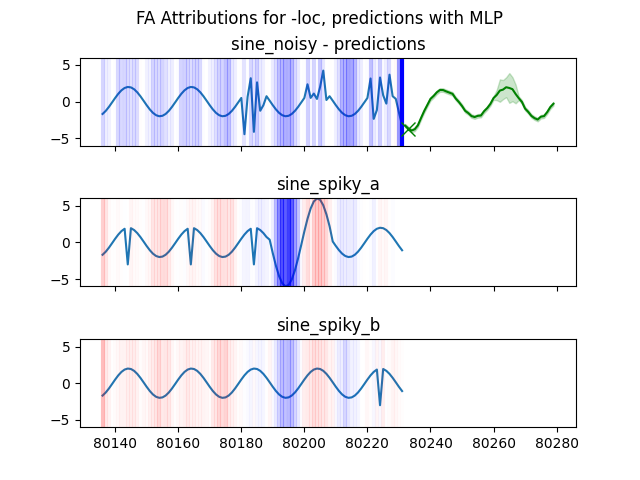 FA Attributions for -loc, predictions with MLP
sine_noisy - predictions
5
0
−5
sine_spiky_a
5
0
−5
sine_spiky_b
5
0
−5
80140 80160 80180 80200 80220 80240 80260 80280